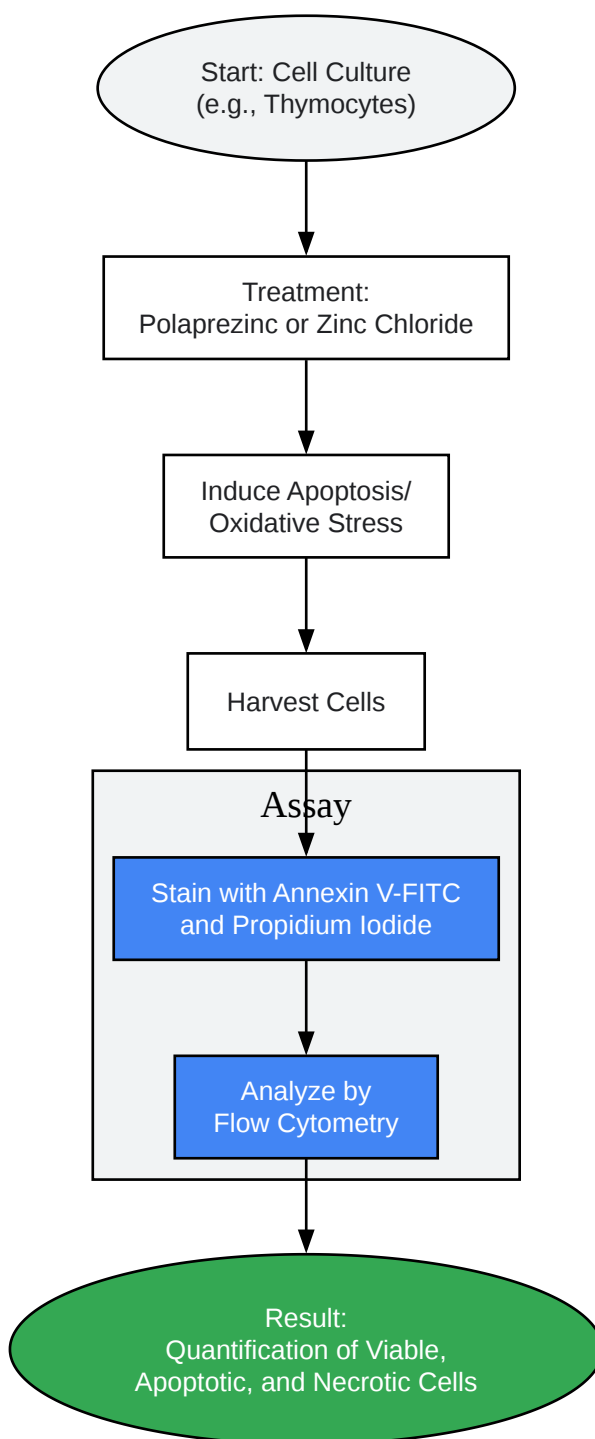 Start: Cell Culture
(e.g., Thymocytes)
Treatment:
Polaprezinc or Zinc Chloride
Induce Apoptosis/
Oxidative Stress
Harvest Cells
Assay
Stain with Annexin V-FITC
and Propidium Iodide
Analyze by
Flow Cytometry
Result:
Quantification of Viable,
Apoptotic, and Necrotic Cells